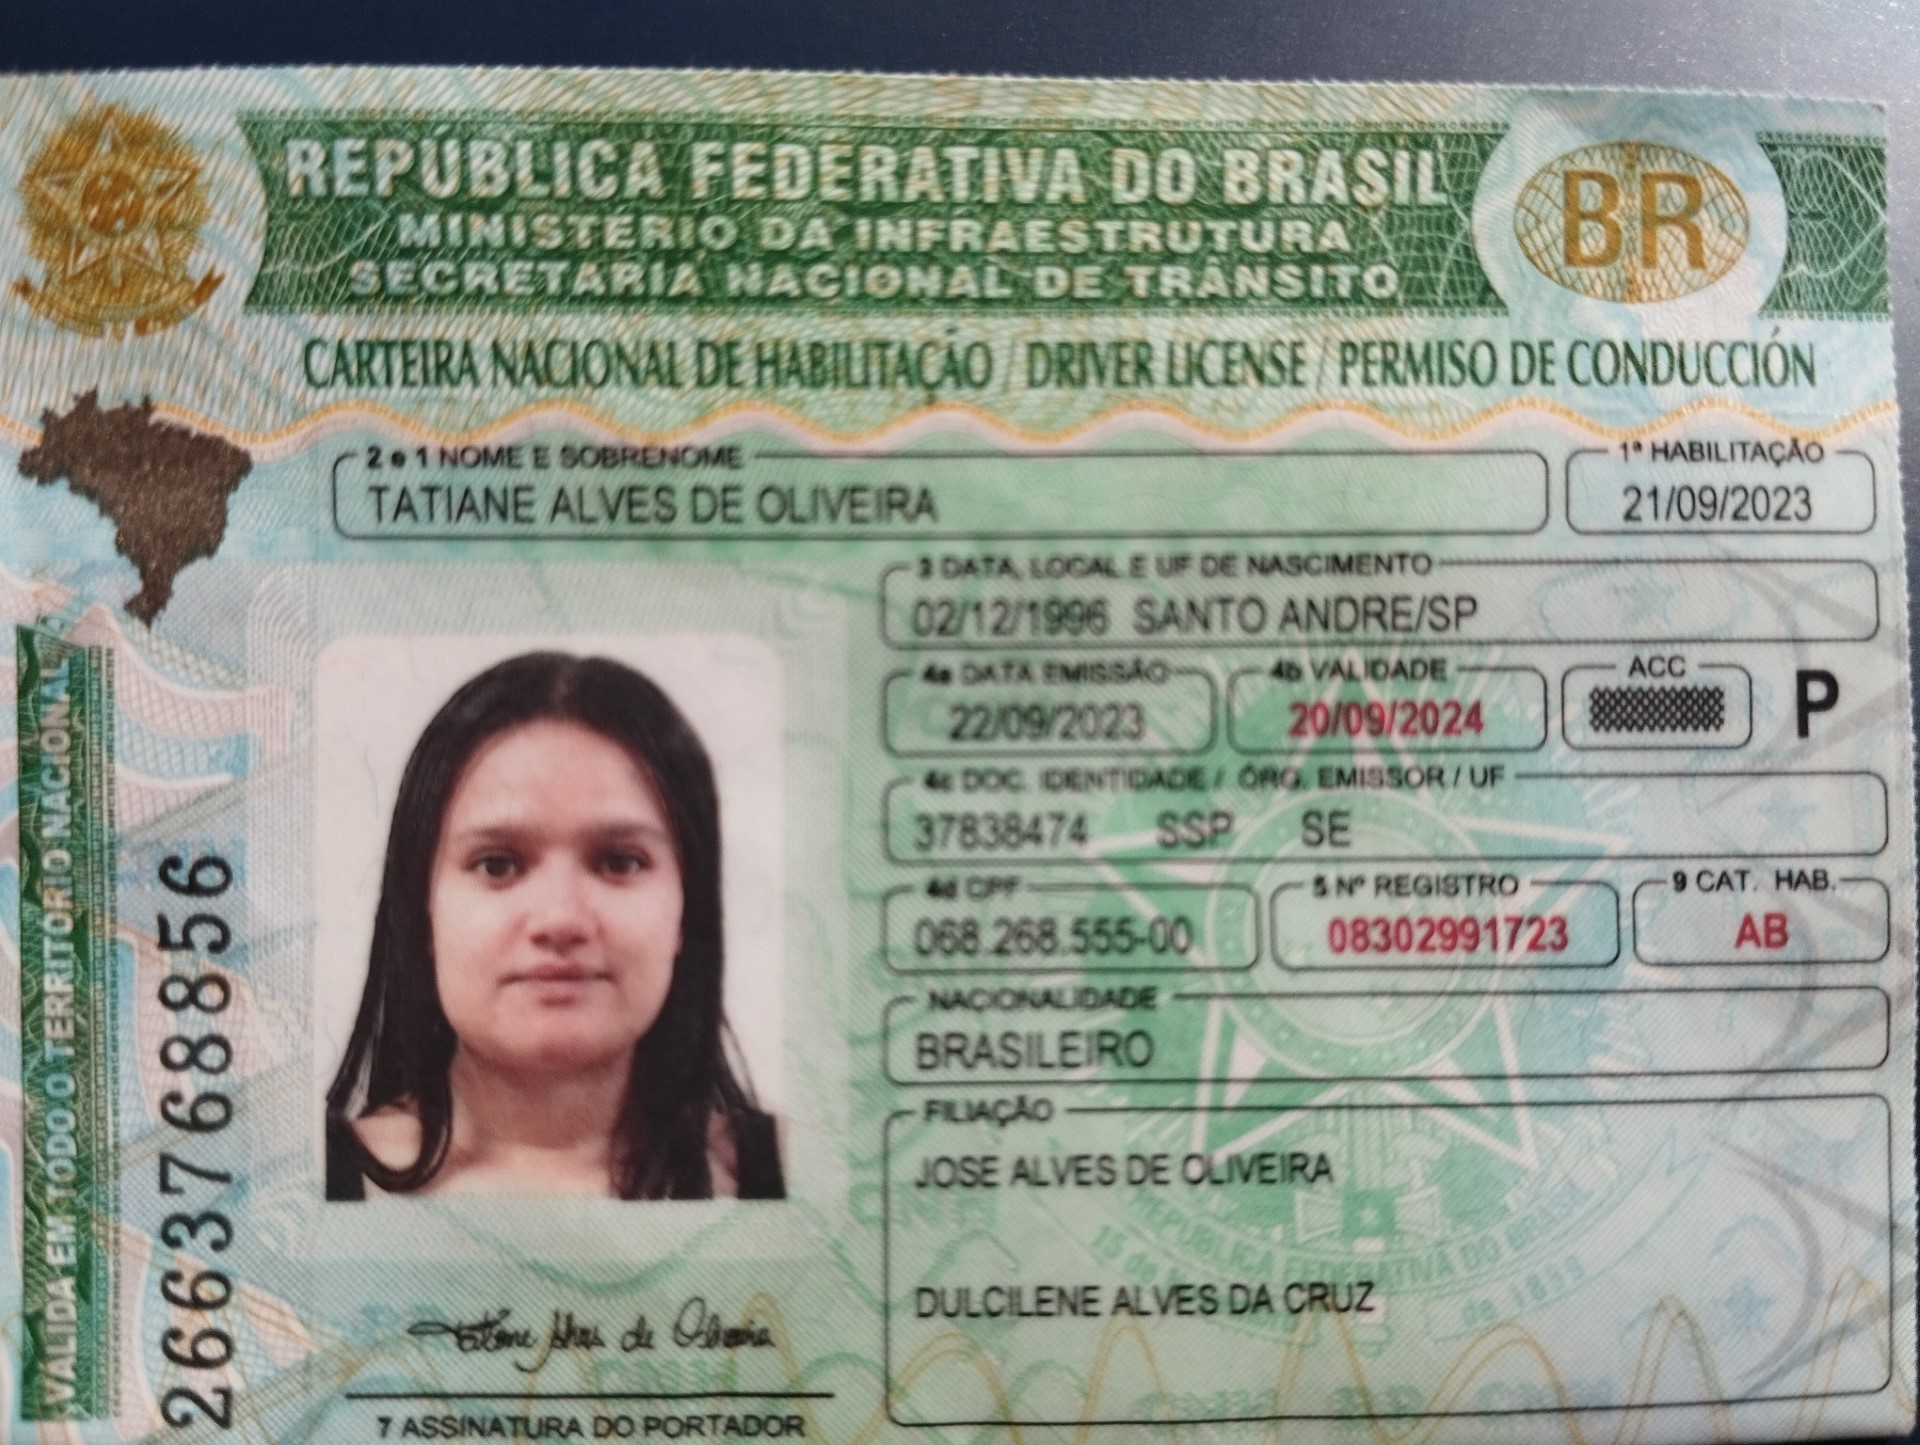 REPÚBLICA FEDERATIVA DO BRASIL
MINISTÉRIO DA INFRAESTRUTURA
SECRETARIA NACIONAL DE TRÂNSITO
BR
CARTEIRA NACIONAL DE HABILITAÇÃO / DRIVER LICENSE / PERMISO DE CONDUCCIÓN
2 e 1 NOME E SOBRENOME
TATIANE ALVES DE OLIVEIRA
1ª HABILITAÇÃO
21/09/2023
3 DATA, LOCAL E UF DE NASCIMENTO
02/12/1996 SANTO ANDRE/SP
4a DATA EMISSÃO
22/09/2023
4b VALIDADE
20/09/2024
ACC
P
4c DOC. IDENTIDADE / ÓRG. EMISSOR / UF
37838474 SSP SE
4d CPF
068.268.555-00
5 Nº REGISTRO
08302991723
9 CAT. HAB.
AB
NACIONALIDADE
BRASILEIRO
FILIAÇÃO
JOSE ALVES DE OLIVEIRA
DULCILENE ALVES DA CRUZ
REPÚBLICA FEDERATIVA DO BRASIL
VÁLIDA EM TODO O TERRITÓRIO NACIONAL
2663768856
Tatiane Alves de Oliveira
7 ASSINATURA DO PORTADOR